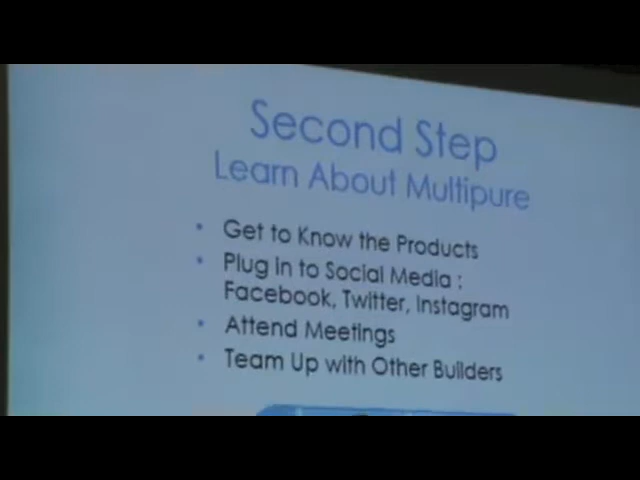 Second Step
Learn About Multipure
• Get to Know the Products
• Plug in to Social Media :
Facebook, Twitter, Instagram
• Attend Meetings
• Team Up with Other Builders